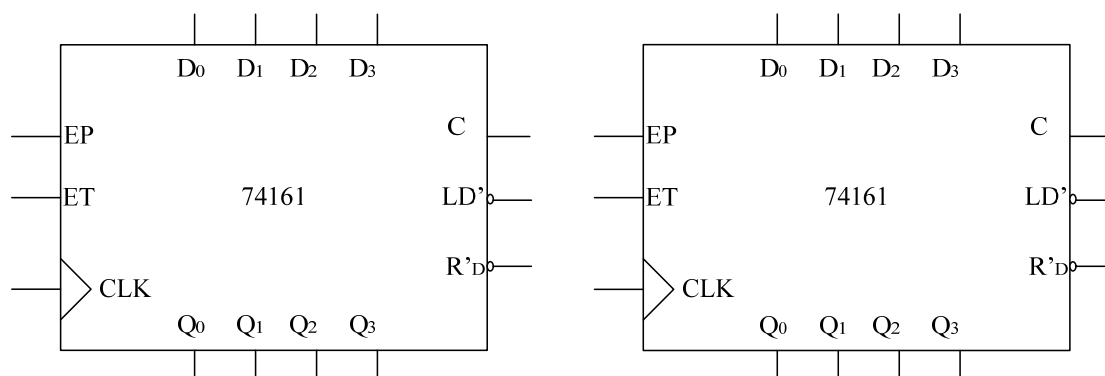 D0 D1 D2 D3
EP
C
ET
74161
LD'
R'D
CLK
Q0 Q1 Q2 Q3
D0 D1 D2 D3
EP
C
ET
74161
LD'
R'D
CLK
Q0 Q1 Q2 Q3